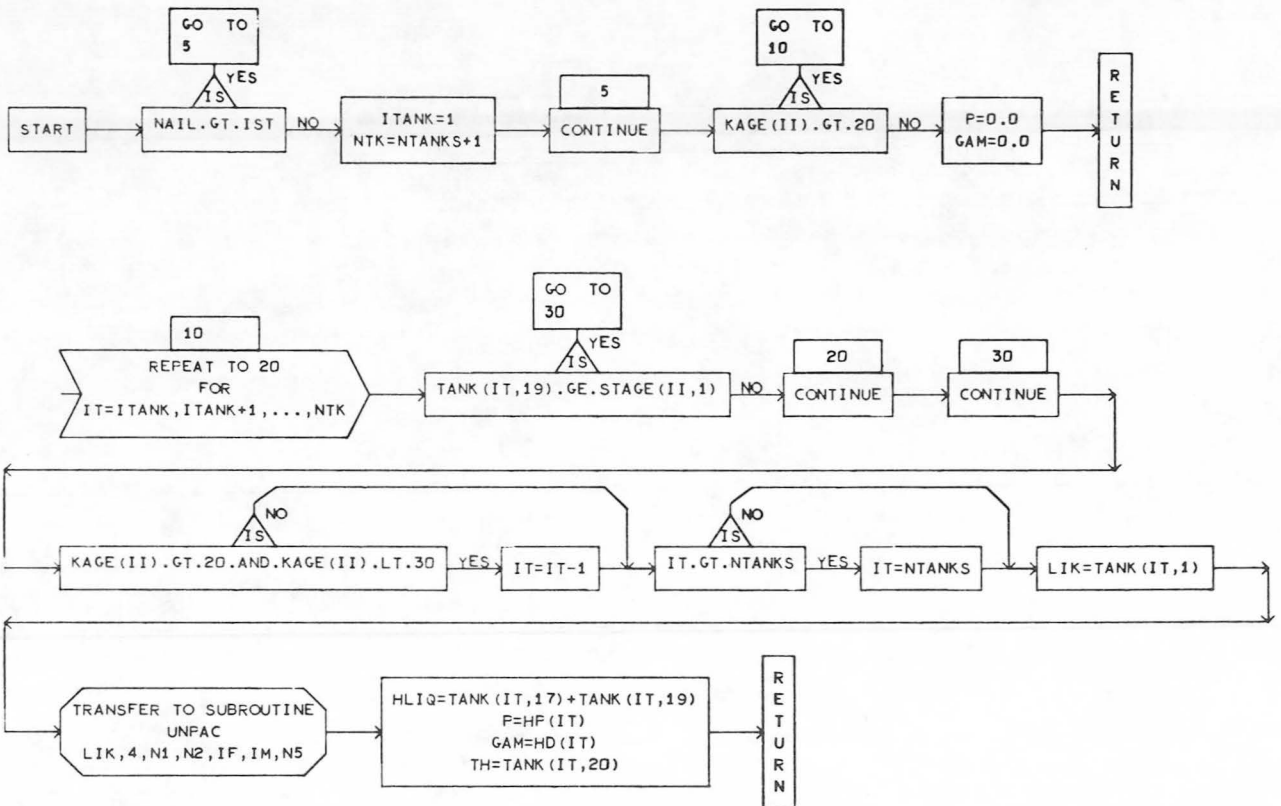 GO TO
5
YES
IS
START
NAIL.GT.IST
NO
ITANK=1
NTK=NTANKS+1
5
CONTINUE
GO TO
10
YES
IS
KAGE(II).GT.20
NO
P=0.0
GAM=0.0
RETURN
10
REPEAT TO 20
FOR
IT=ITANK,ITANK+1,...,NTK
GO TO
30
YES
IS
TANK(IT,19).GE.STAGE(II,1)
NO
20
CONTINUE
30
CONTINUE
NO
IS
KAGE(II).GT.20.AND.KAGE(II).LT.30
YES
IT=IT-1
NO
IS
IT.GT.NTANKS
YES
IT=NTANKS
LIK=TANK(IT,1)
TRANSFER TO SUBROUTINE
UNPAC
LIK,4,N1,N2,IF,IM,N5
HLIQ=TANK(IT,17)+TANK(IT,19)
P=HP(IT)
GAM=HD(IT)
TH=TANK(IT,20)
RETURN